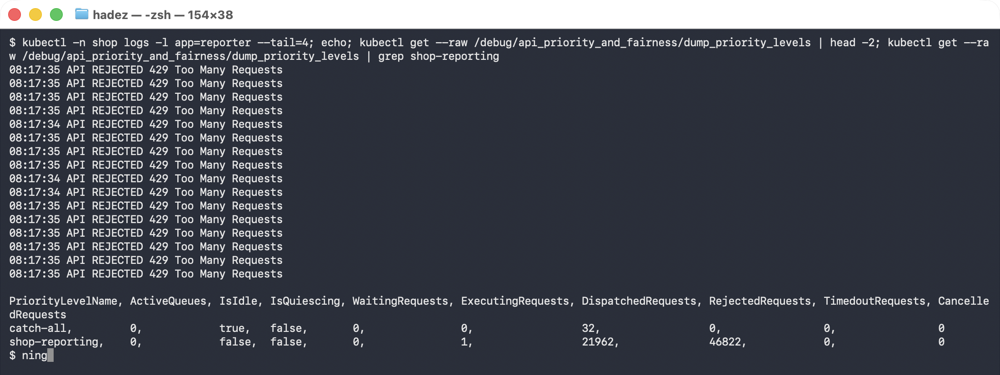 hadez — -zsh — 154×38
$ kubectl -n shop logs -l app=reporter --tail=4; echo; kubectl get --raw /debug/api_priority_and_fairness/dump_priority_levels | head -2; kubectl get --ra
w /debug/api_priority_and_fairness/dump_priority_levels | grep shop-reporting
08:17:35 API REJECTED 429 Too Many Requests
08:17:35 API REJECTED 429 Too Many Requests
08:17:35 API REJECTED 429 Too Many Requests
08:17:35 API REJECTED 429 Too Many Requests
08:17:34 API REJECTED 429 Too Many Requests
08:17:35 API REJECTED 429 Too Many Requests
08:17:35 API REJECTED 429 Too Many Requests
08:17:35 API REJECTED 429 Too Many Requests
08:17:34 API REJECTED 429 Too Many Requests
08:17:34 API REJECTED 429 Too Many Requests
08:17:35 API REJECTED 429 Too Many Requests
08:17:35 API REJECTED 429 Too Many Requests
08:17:35 API REJECTED 429 Too Many Requests
08:17:35 API REJECTED 429 Too Many Requests
08:17:35 API REJECTED 429 Too Many Requests
08:17:35 API REJECTED 429 Too Many Requests
PriorityLevelName, ActiveQueues, IsIdle, IsQuiescing, WaitingRequests, ExecutingRequests, DispatchedRequests, RejectedRequests, TimedoutRequests, Cancelle
dRequests
catch-all, 0, true, false, 0, 0, 32, 0, 0, 0
shop-reporting, 0, false, false, 0, 1, 21962, 46822, 0, 0
$ ning